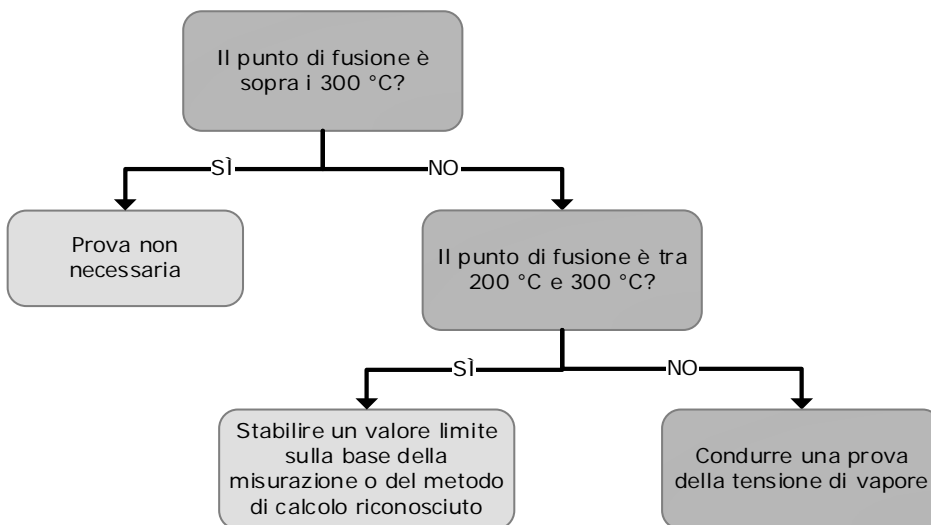 Il punto di fusione è
sopra i 300 °C?
SÌ
NO
Prova non
necessaria
Il punto di fusione è tra
200 °C e 300 °C?
SÌ
NO
Stabilire un valore limite
sulla base della
misurazione o del metodo
di calcolo riconosciuto
Condurre una prova
della tensione di vapore